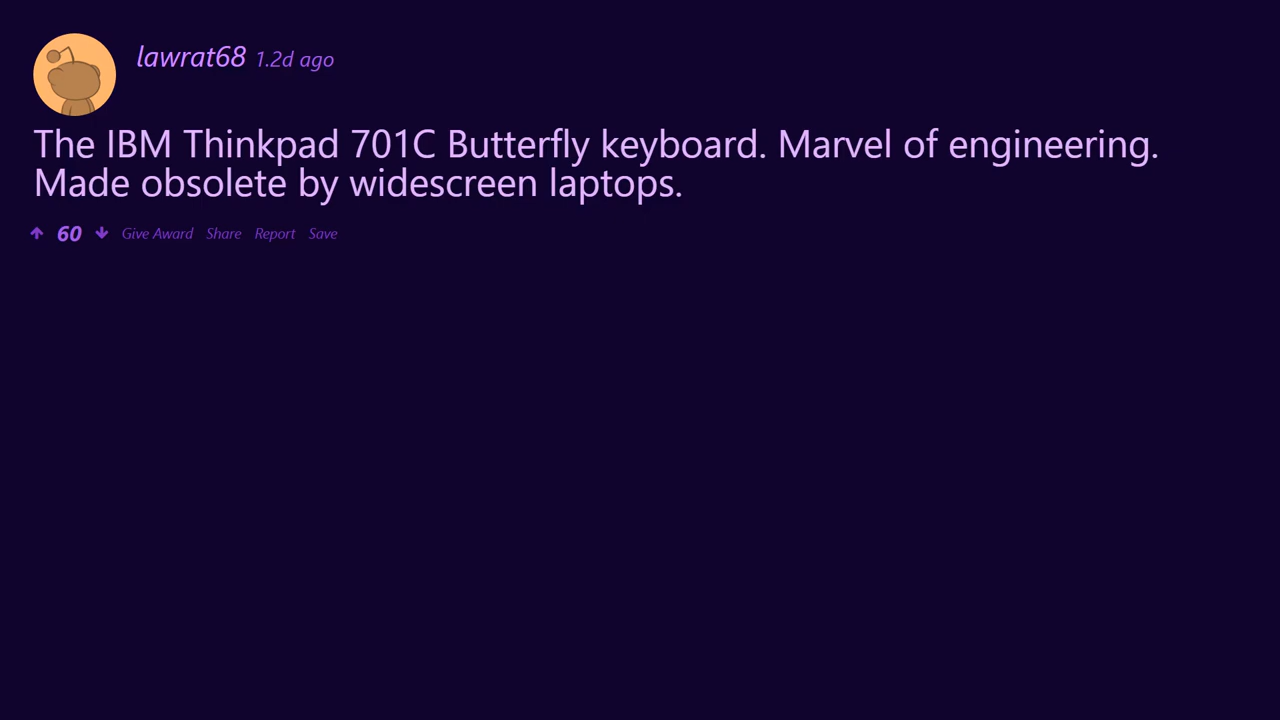 lawrat68 1.2d ago
The IBM Thinkpad 701C Butterfly keyboard. Marvel of engineering.
Made obsolete by widescreen laptops.
60 Give Award Share Report Save